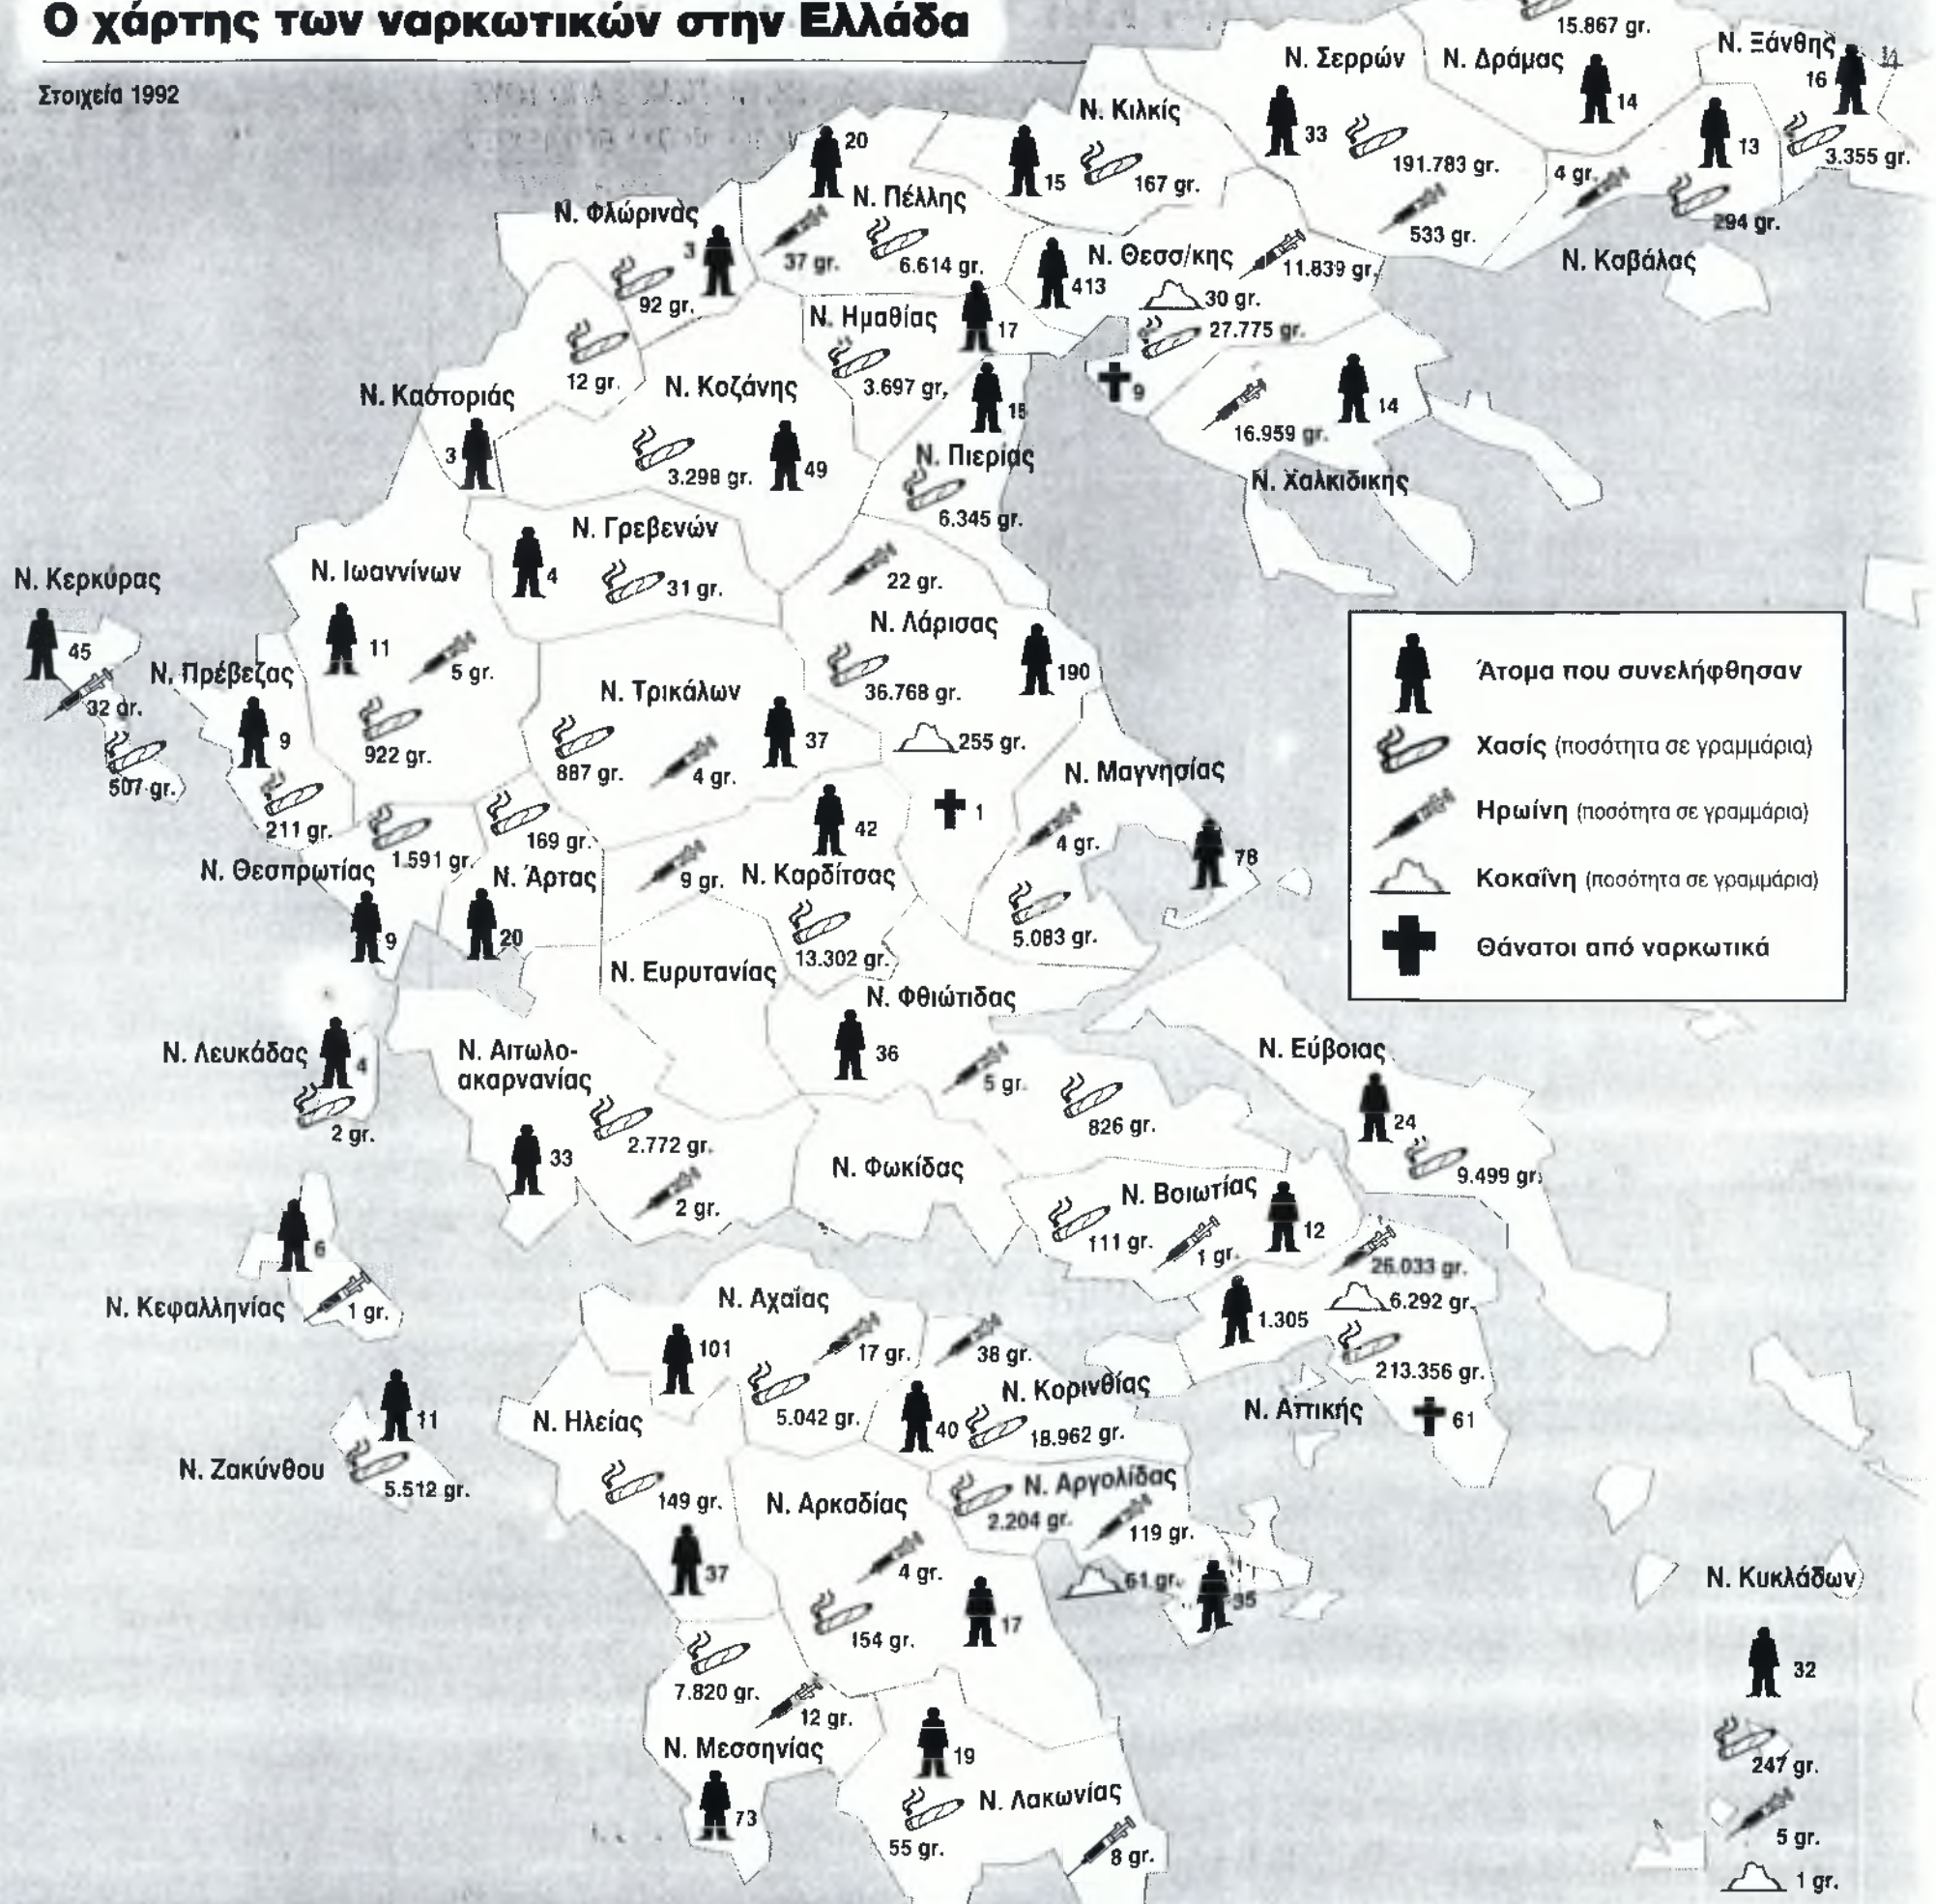 Ο χάρτης των ναρκωτικών στην Ελλάδα
Στοιχεία 1992
15.867 gr.
Ν. Σερρών
Ν. Δράμας
Ν. Ξάνθης
33
191.783 gr.
533 gr.
14
16
3.355 gr.
13
4 gr.
294 gr.
Ν. Καβάλας
Ν. Κιλκίς
15
167 gr.
20
Ν. Πέλλης
37 gr.
6.614 gr.
Ν. Φλώρινας
3
92 gr.
Ν. Θεσσ/κης
413
11.839 gr.
30 gr.
27.775 gr.
9
Ν. Ημαθίας
17
3.697 gr.
12 gr.
Ν. Καστοριάς
3
Ν. Κοζάνης
3.298 gr.
49
15
Ν. Πιερίας
6.345 gr.
16.959 gr.
14
Ν. Χαλκιδικής
Ν. Γρεβενών
4
31 gr.
Ν. Ιωαννίνων
11
5 gr.
922 gr.
Ν. Κερκύρας
45
32 gr.
507 gr.
Ν. Πρέβεζας
9
211 gr.
22 gr.
Ν. Λάρισας
36.768 gr.
190
255 gr.
1
Ν. Τρικάλων
887 gr.
4 gr.
37
Ν. Μαγνησίας
4 gr.
78
5.083 gr.
Άτομα που συνελήφθησαν
Χασίς (ποσότητα σε γραμμάρια)
Ηρωίνη (ποσότητα σε γραμμάρια)
Κοκαΐνη (ποσότητα σε γραμμάρια)
Θάνατοι από ναρκωτικά
1.591 gr.
Ν. Θεσπρωτίας
9
169 gr.
Ν. Άρτας
20
42
9 gr.
Ν. Καρδίτσας
13.302 gr.
Ν. Ευρυτανίας
Ν. Φθιώτιδας
36
5 gr.
826 gr.
Ν. Λευκάδας
4
2 gr.
Ν. Αιτωλο-
ακαρνανίας
2.772 gr.
33
2 gr.
Ν. Φωκίδας
Ν. Εύβοιας
24
9.499 gr.
Ν. Βοιωτίας
111 gr.
1 gr.
12
6
Ν. Κεφαλληνίας
1 gr.
26.033 gr.
1.305
6.292 gr.
213.356 gr.
Ν. Αττικής
61
Ν. Αχαΐας
101
17 gr.
5.042 gr.
38 gr.
Ν. Κορινθίας
40
18.962 gr.
11
Ν. Ζακύνθου
5.512 gr.
Ν. Ηλείας
149 gr.
37
Ν. Αρκαδίας
4 gr.
154 gr.
17
Ν. Αργολίδας
2.204 gr.
119 gr.
61 gr.
35
7.820 gr.
12 gr.
Ν. Μεσσηνίας
73
19
Ν. Λακωνίας
55 gr.
8 gr.
Ν. Κυκλάδων
32
247 gr.
5 gr.
1 gr.